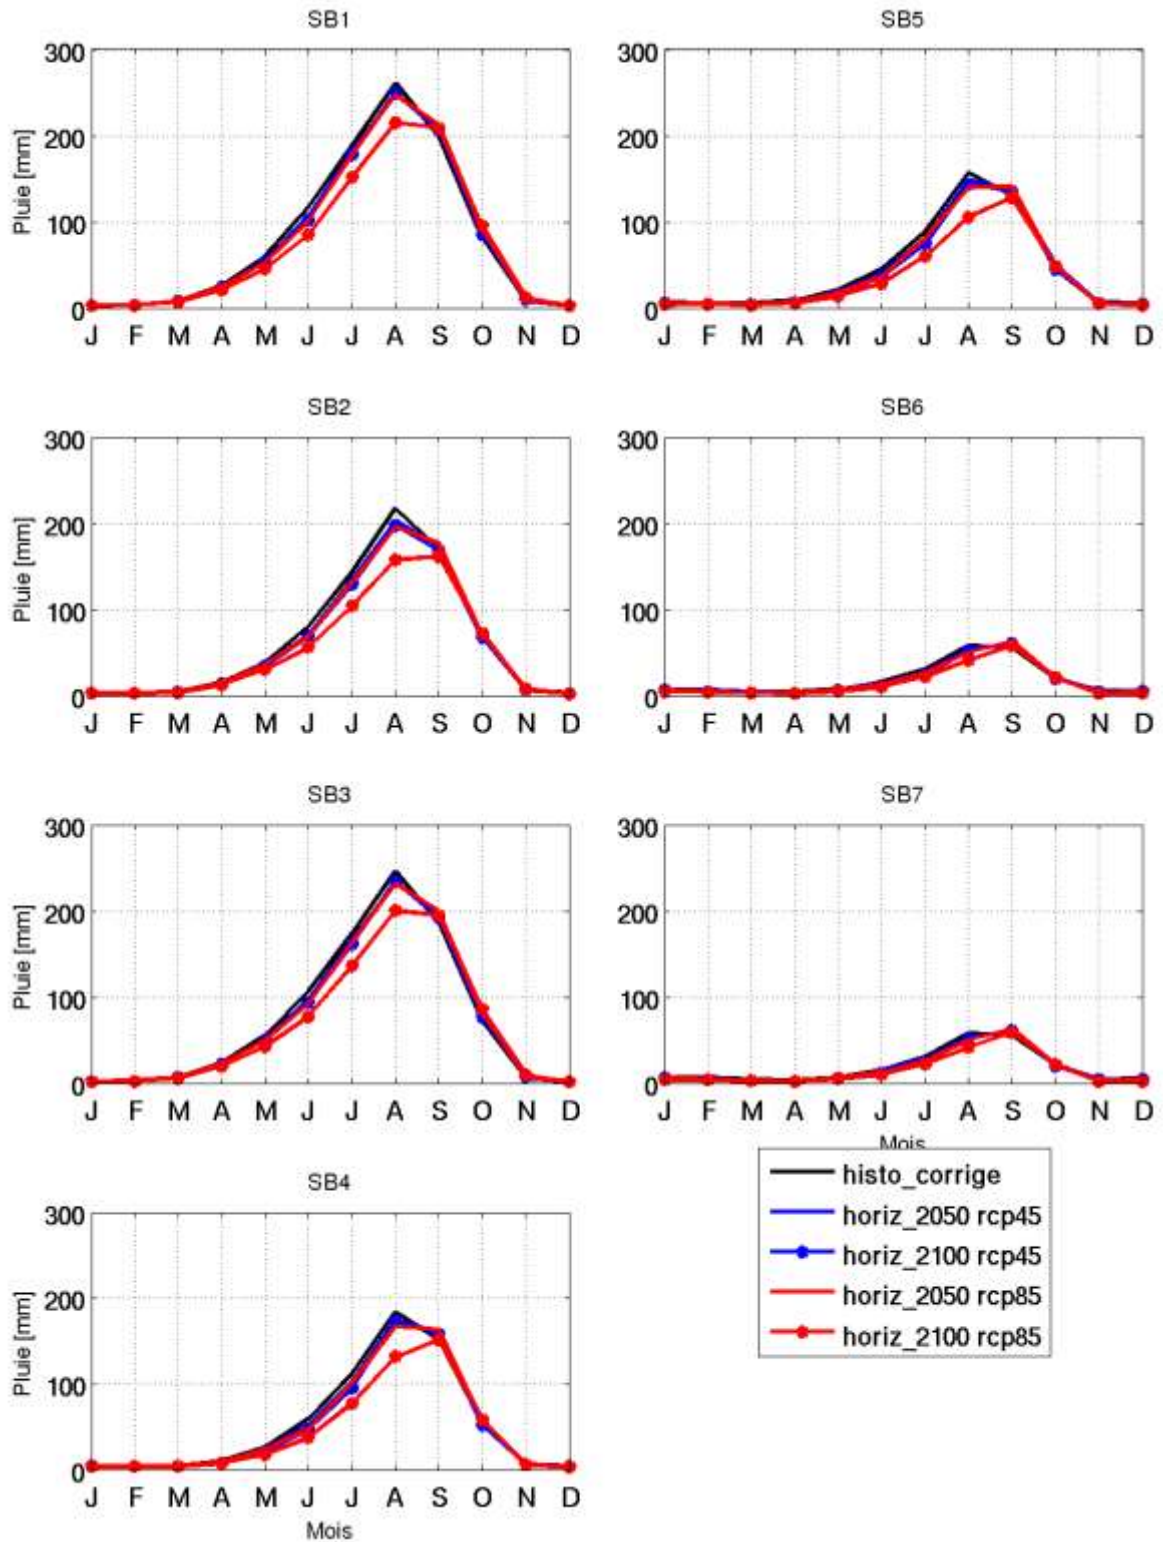 SB1
300
200
100
0
Pluie [mm]
J F M A M J J A S O N D
SB5
300
200
100
0
J F M A M J J A S O N D
SB2
300
200
100
0
Pluie [mm]
J F M A M J J A S O N D
SB6
300
200
100
0
J F M A M J J A S O N D
SB3
300
200
100
0
Pluie [mm]
J F M A M J J A S O N D
SB7
300
200
100
0
J F M A M J J A S O N D
Mois
SB4
300
200
100
0
Pluie [mm]
J F M A M J J A S O N D
Mois
histo_corrige
horiz_2050 rcp45
horiz_2100 rcp45
horiz_2050 rcp85
horiz_2100 rcp85